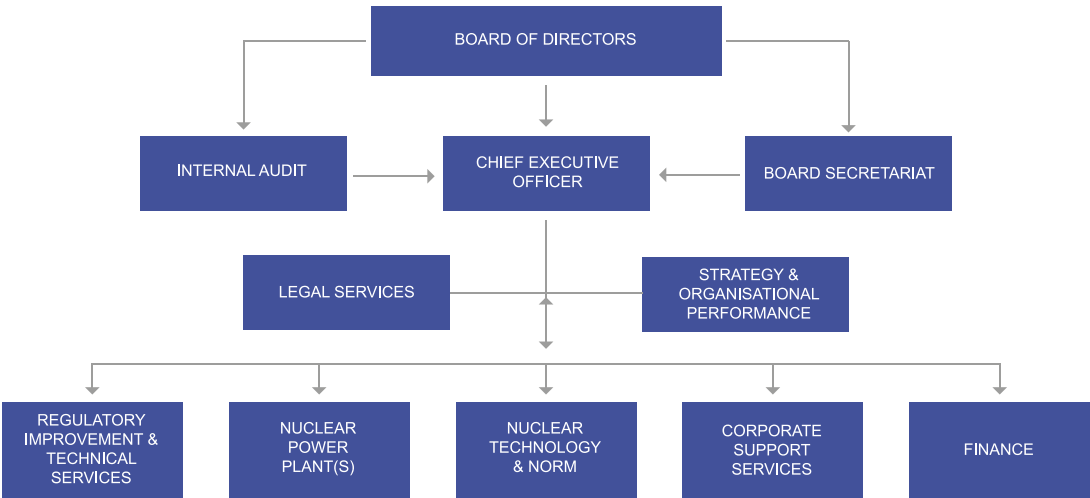 BOARD OF DIRECTORS
INTERNAL AUDIT
CHIEF EXECUTIVE
OFFICER
BOARD SECRETARIAT
LEGAL SERVICES
STRATEGY &
ORGANISATIONAL
PERFORMANCE
REGULATORY
IMPROVEMENT &
TECHNICAL
SERVICES
NUCLEAR
POWER
PLANT(S)
NUCLEAR
TECHNOLOGY
& NORM
CORPORATE
SUPPORT
SERVICES
FINANCE